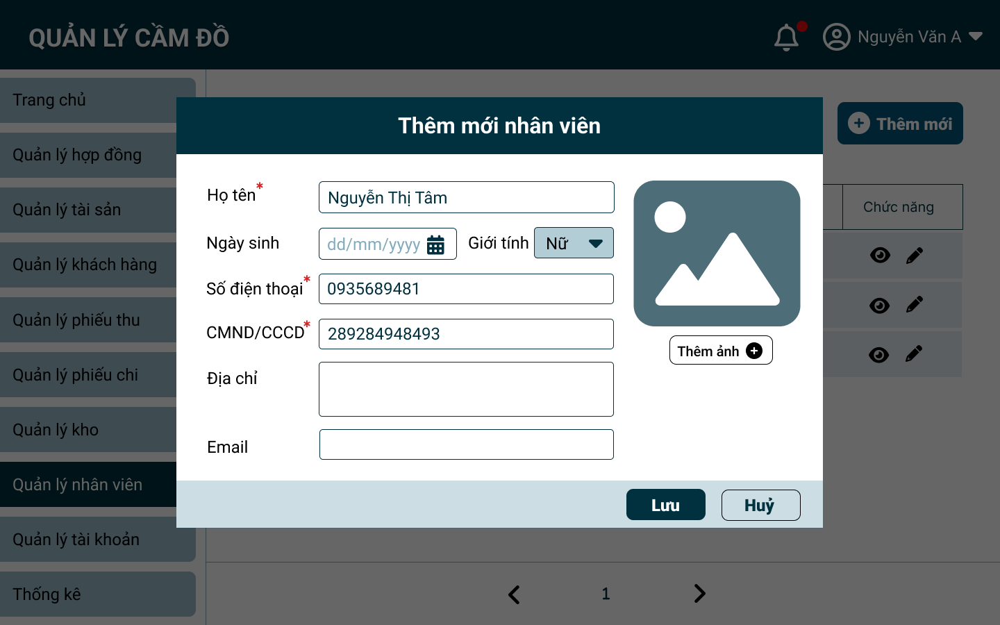 QUẢN LÝ CẦM ĐỒ
Nguyễn Văn A
Trang chủ
Quản lý hợp đồng
Quản lý tài sản
Quản lý khách hàng
Quản lý phiếu thu
Quản lý phiếu chi
Quản lý kho
Quản lý nhân viên
Quản lý tài khoản
Thống kê
Thêm mới
Chức năng
Thêm mới nhân viên
Họ tên*
Nguyễn Thị Tâm
Ngày sinh
dd/mm/yyyy
Giới tính
Nữ
Số điện thoại*
0935689481
CMND/CCCD*
289284948493
Địa chỉ
Email
Thêm ảnh
Lưu
Huỷ
1